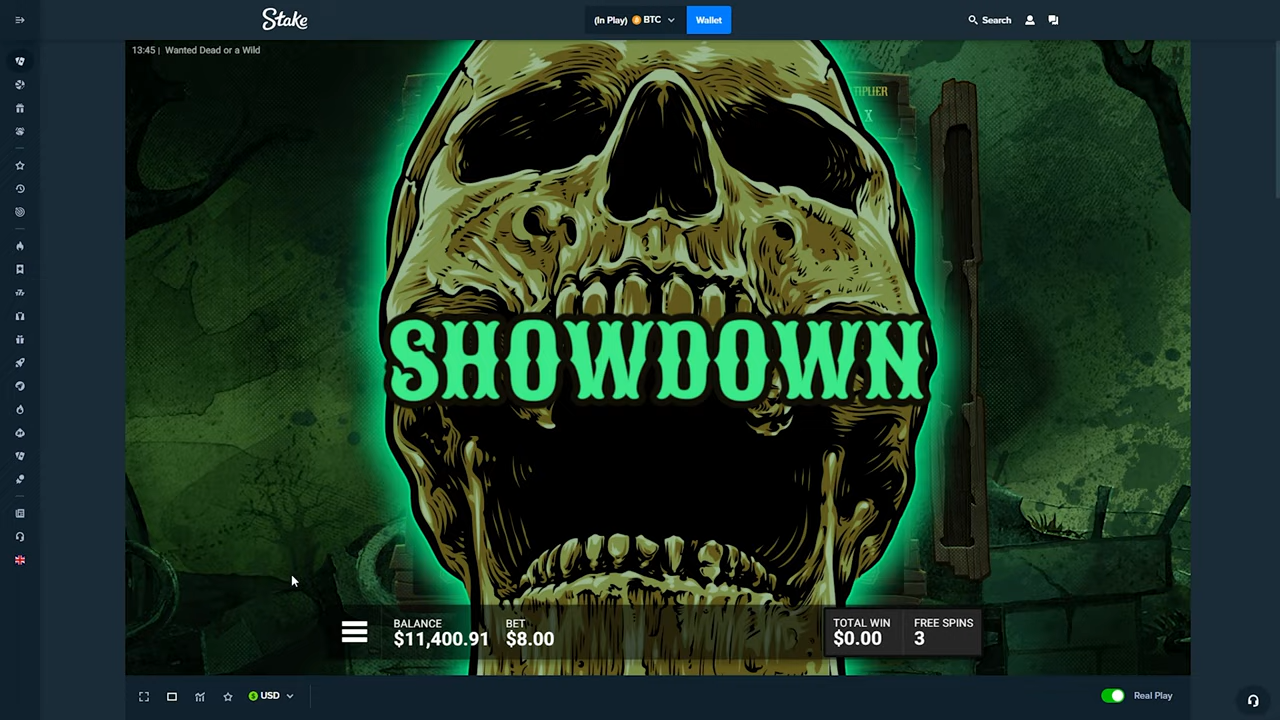 Stake
(In Play) BTC
Wallet
Search
13:45 | Wanted Dead or a Wild
TIPLIER
X
SHOWDOWN
BALANCE
$11,400.91
BET
$8.00
TOTAL WIN
$0.00
FREE SPINS
3
USD
Real Play